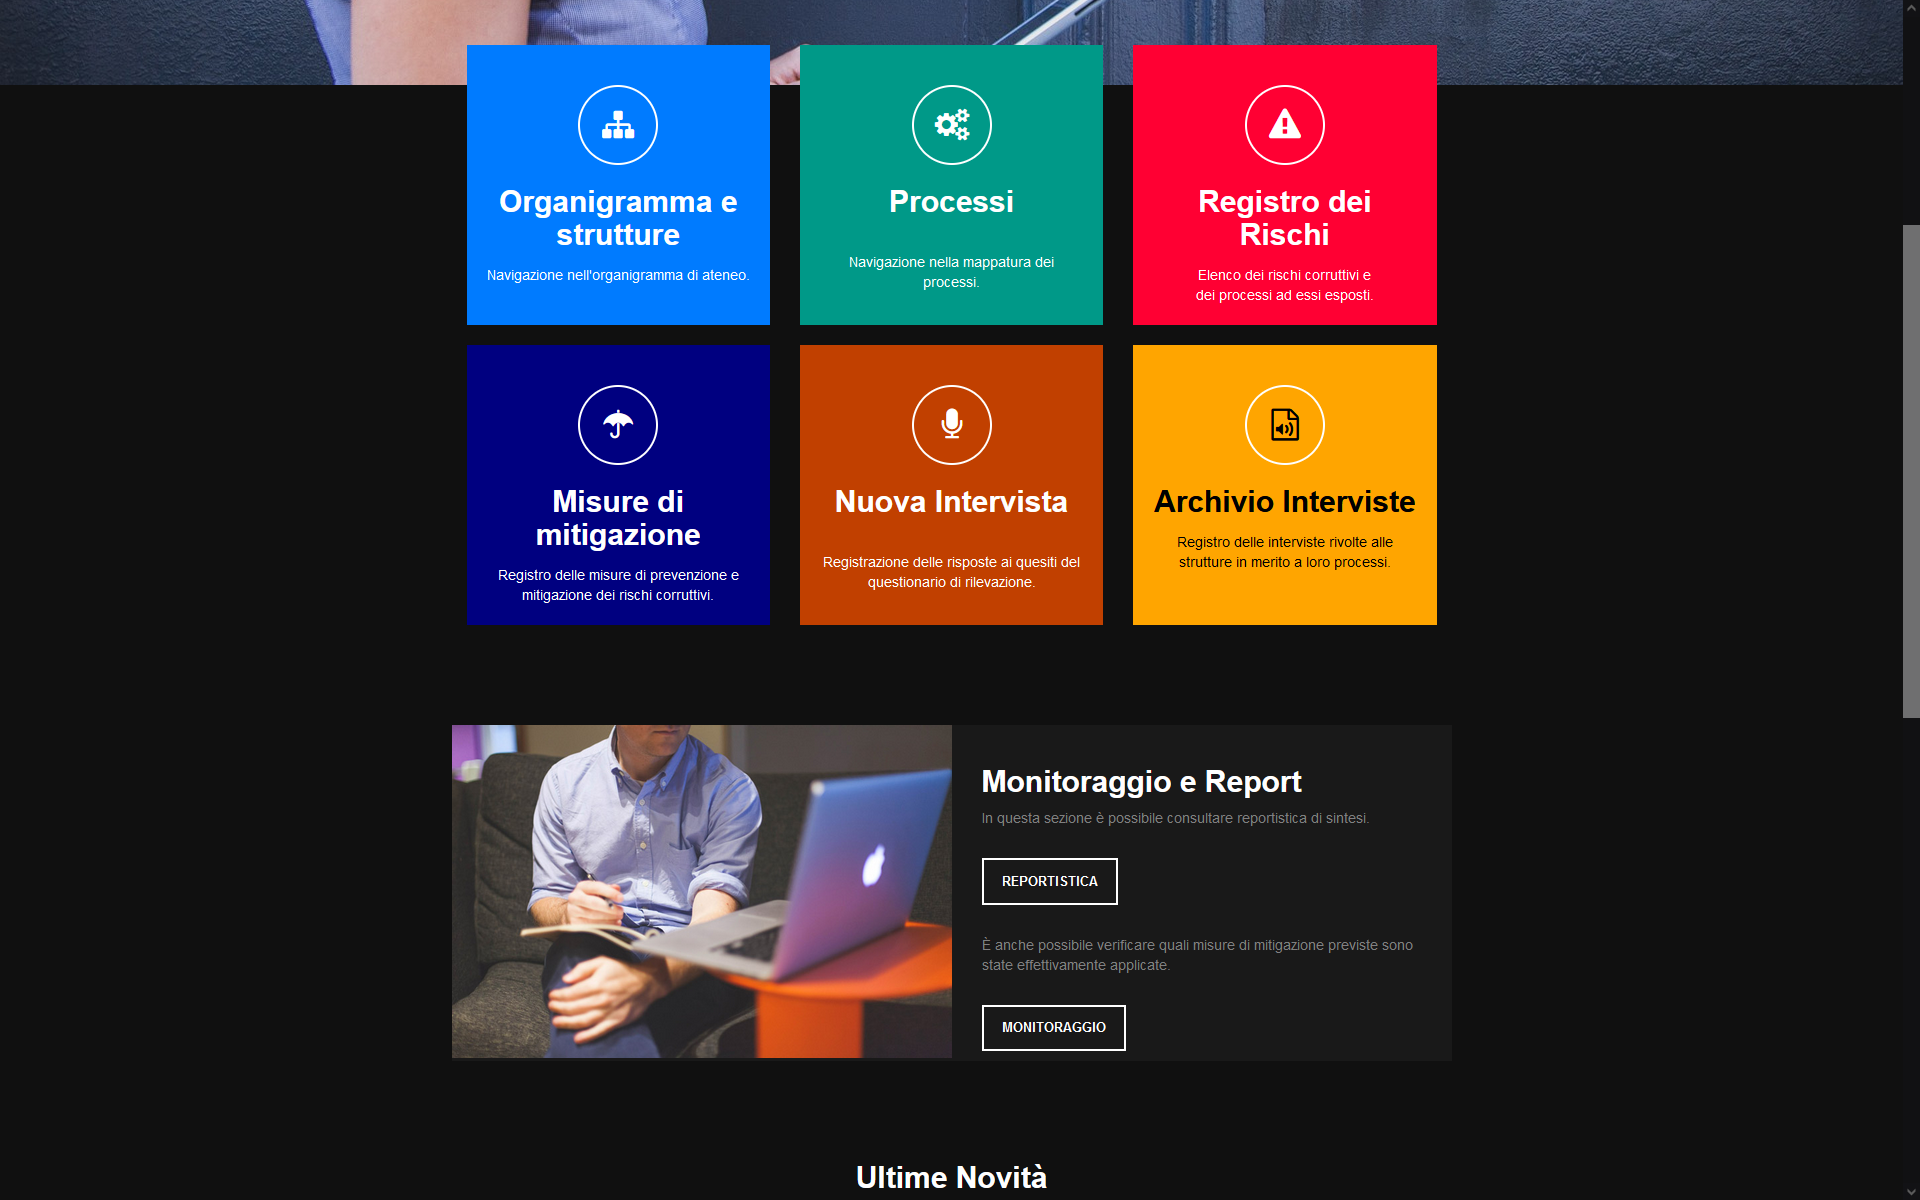 Organigramma e
strutture
Navigazione nell'organigramma di ateneo.
Processi
Navigazione nella mappatura dei
processi.
Registro dei
Rischi
Elenco dei rischi corruttivi e
dei processi ad essi esposti.
Misure di
mitigazione
Registro delle misure di prevenzione e
mitigazione dei rischi corruttivi.
Nuova Intervista
Registrazione delle risposte ai quesiti del
questionario di rilevazione.
Archivio Interviste
Registro delle interviste rivolte alle
strutture in merito a loro processi.
Monitoraggio e Report
In questa sezione è possibile consultare reportistica di sintesi.
REPORTISTICA
È anche possibile verificare quali misure di mitigazione previste sono
state effettivamente applicate.
MONITORAGGIO
Ultime Novità